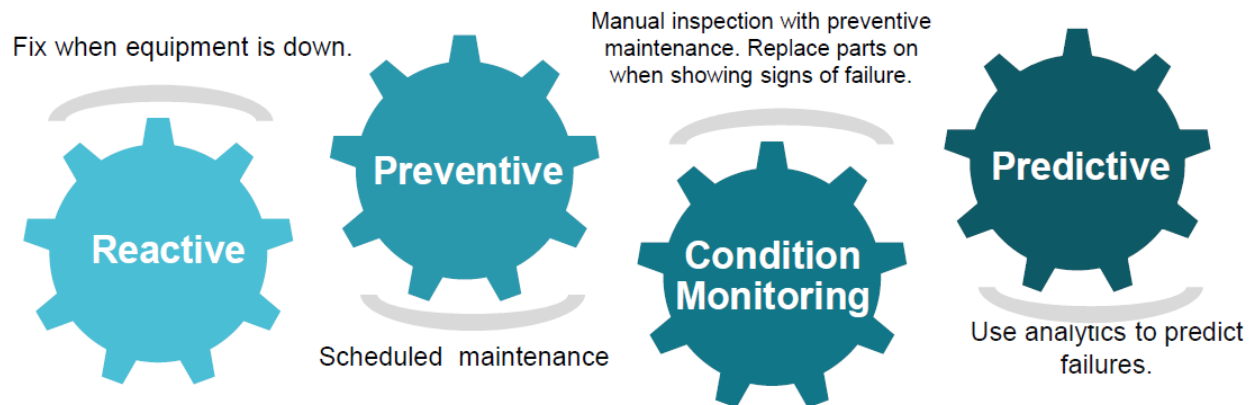 Fix when equipment is down.
Reactive
Preventive
Scheduled maintenance
Manual inspection with preventive
maintenance. Replace parts on
when showing signs of failure.
Condition
Monitoring
Predictive
Use analytics to predict
failures.